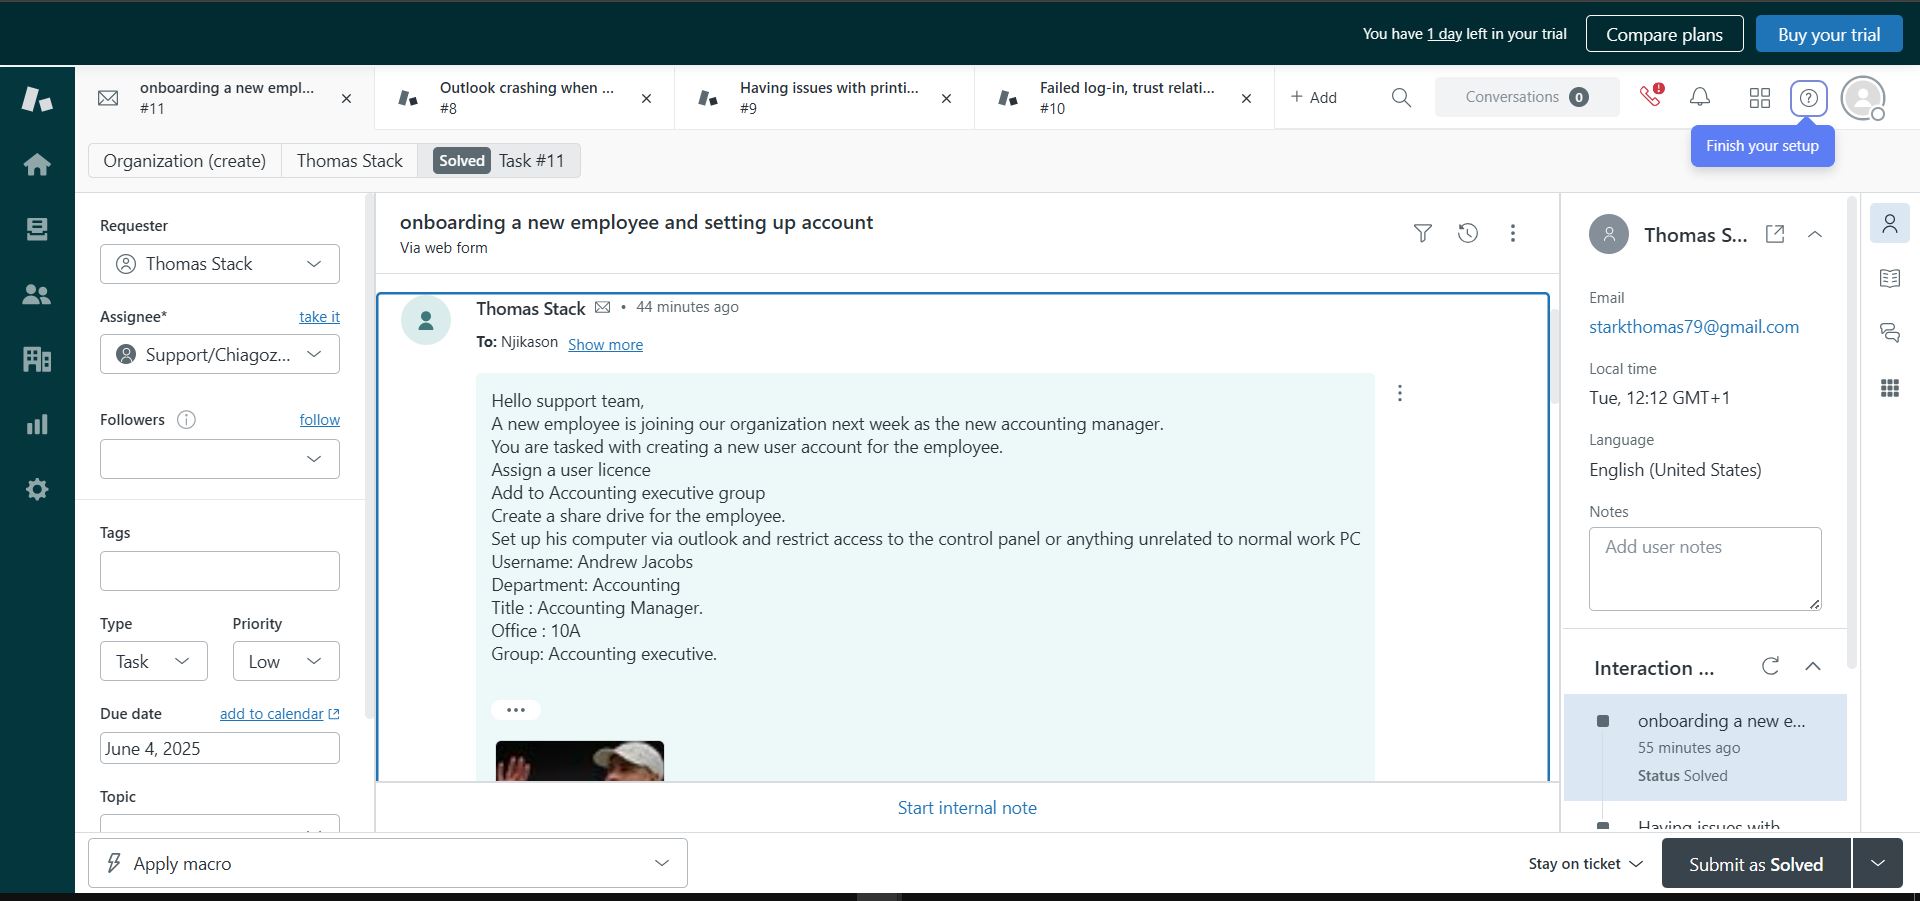 You have 1 day left in your trial
Compare plans
Buy your trial
onboarding a new empl...
#11
Outlook crashing when ...
#8
Having issues with printi...
#9
Failed log-in, trust relati...
#10
+ Add
Conversations 0
Finish your setup
Organization (create)
Thomas Stack
Solved Task #11
Requester
Thomas Stack
Assignee*
take it
Support/Chiagoz...
Followers
follow
Tags
Type
Priority
Task
Low
Due date
add to calendar
June 4, 2025
Topic
onboarding a new employee and setting up account
Via web form
Thomas Stack • 44 minutes ago
To: Njikason Show more
Hello support team,
A new employee is joining our organization next week as the new accounting manager.
You are tasked with creating a new user account for the employee.
Assign a user licence
Add to Accounting executive group
Create a share drive for the employee.
Set up his computer via outlook and restrict access to the control panel or anything unrelated to normal work PC
Username: Andrew Jacobs
Department: Accounting
Title : Accounting Manager.
Office : 10A
Group: Accounting executive.
Start internal note
Thomas S...
Email
starkthomas79@gmail.com
Local time
Tue, 12:12 GMT+1
Language
English (United States)
Notes
Add user notes
Interaction ...
onboarding a new e...
55 minutes ago
Status Solved
Having issues with
Apply macro
Stay on ticket
Submit as Solved